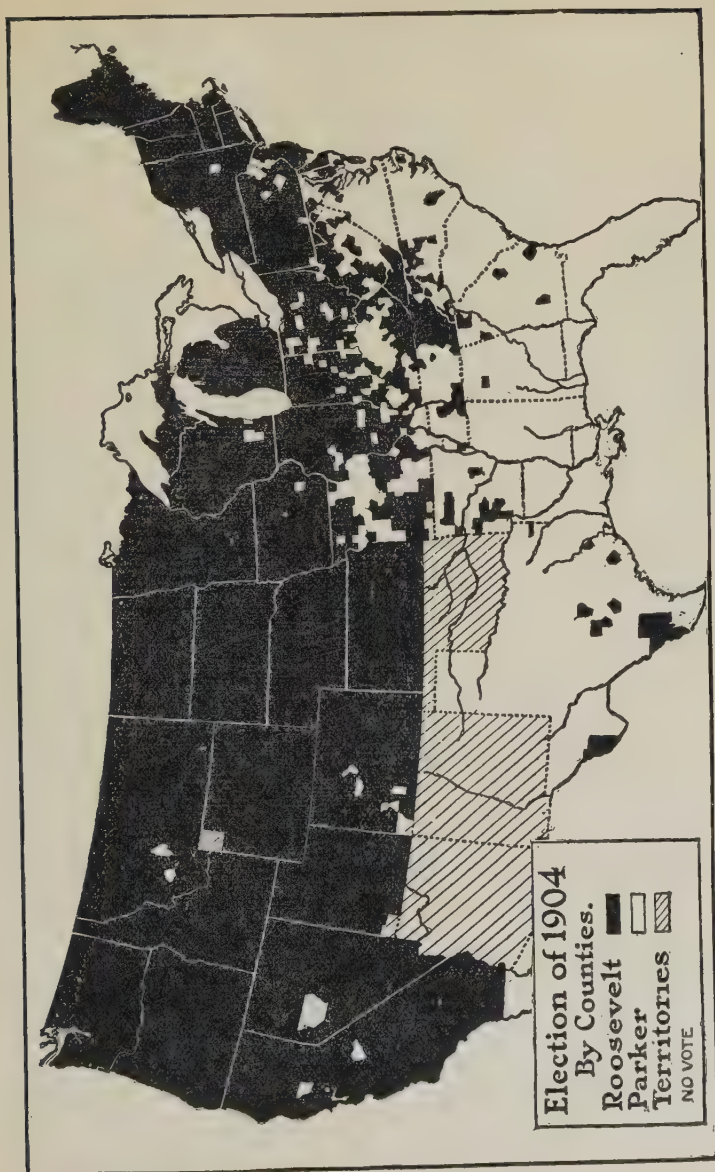 Election of 1904
By Counties.
Roosevelt
Parker
Territories
NO VOTE